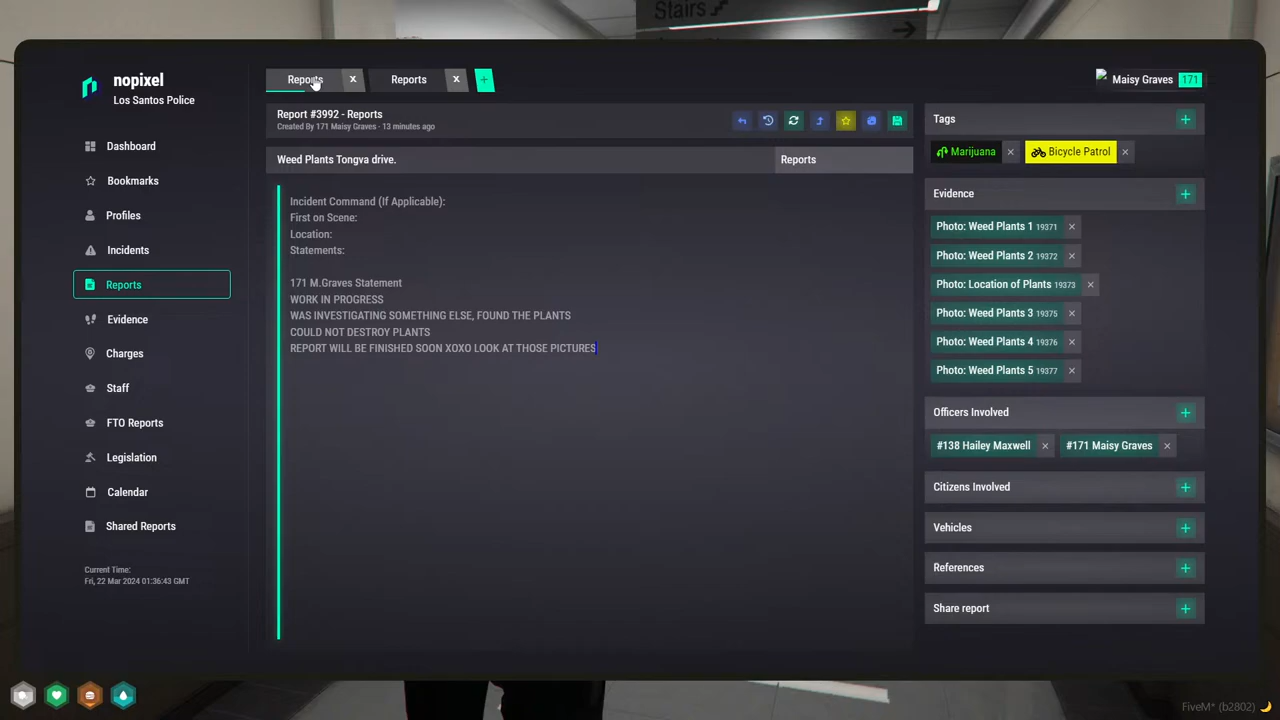 Stairs
nopixel
Los Santos Police
Reports
x
Reports
x
+
Maisy Graves 171
Dashboard
Bookmarks
Profiles
Incidents
Reports
Evidence
Charges
Staff
FTO Reports
Legislation
Calendar
Shared Reports
Current Time:
Fri, 22 Mar 2024 01:36:43 GMT
Report #3992 - Reports
Created By 171 Maisy Graves · 13 minutes ago
Weed Plants Tongva drive.
Reports
Incident Command (If Applicable):
First on Scene:
Location:
Statements:
171 M.Graves Statement
WORK IN PROGRESS
WAS INVESTIGATING SOMETHING ELSE, FOUND THE PLANTS
COULD NOT DESTROY PLANTS
REPORT WILL BE FINISHED SOON XOXO LOOK AT THOSE PICTURES
Tags
+
Marijuana ×
Bicycle Patrol ×
Evidence
+
Photo: Weed Plants 1 19371 ×
Photo: Weed Plants 2 19372 ×
Photo: Location of Plants 19373 ×
Photo: Weed Plants 3 19375 ×
Photo: Weed Plants 4 19376 ×
Photo: Weed Plants 5 19377 ×
Officers Involved
+
#138 Hailey Maxwell ×
#171 Maisy Graves ×
Citizens Involved
+
Vehicles
+
References
+
Share report
+
FiveM* (b2802)